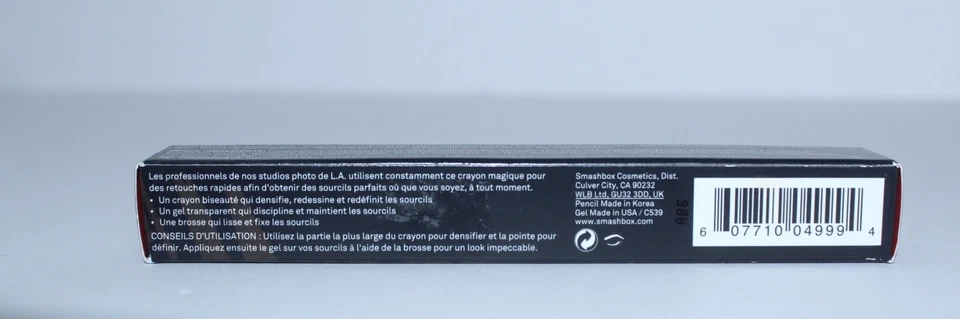 Les professionnels de nos studios photo de L.A. utilisent constamment ce crayon magique pour
des retouches rapides afin d'obtenir des sourcils parfaits où que vous soyez, à tout moment.
• Un crayon biseauté qui densifie, redessine et redéfinit les sourcils
• Un gel transparent qui discipline et maintient les sourcils
• Une brosse qui lisse et fixe les sourcils
CONSEILS D'UTILISATION : Utilisez la partie la plus large du crayon pour densifier et la pointe pour
définir. Appliquez ensuite le gel sur vos sourcils à l'aide de la brosse pour un look impeccable.
Smashbox Cosmetics, Dist.
Culver City, CA 90232
WLB Ltd, GU32 3DD, UK
Pencil Made in Korea
Gel Made in USA / C539
www.smashbox.com
6 07710 04999 4